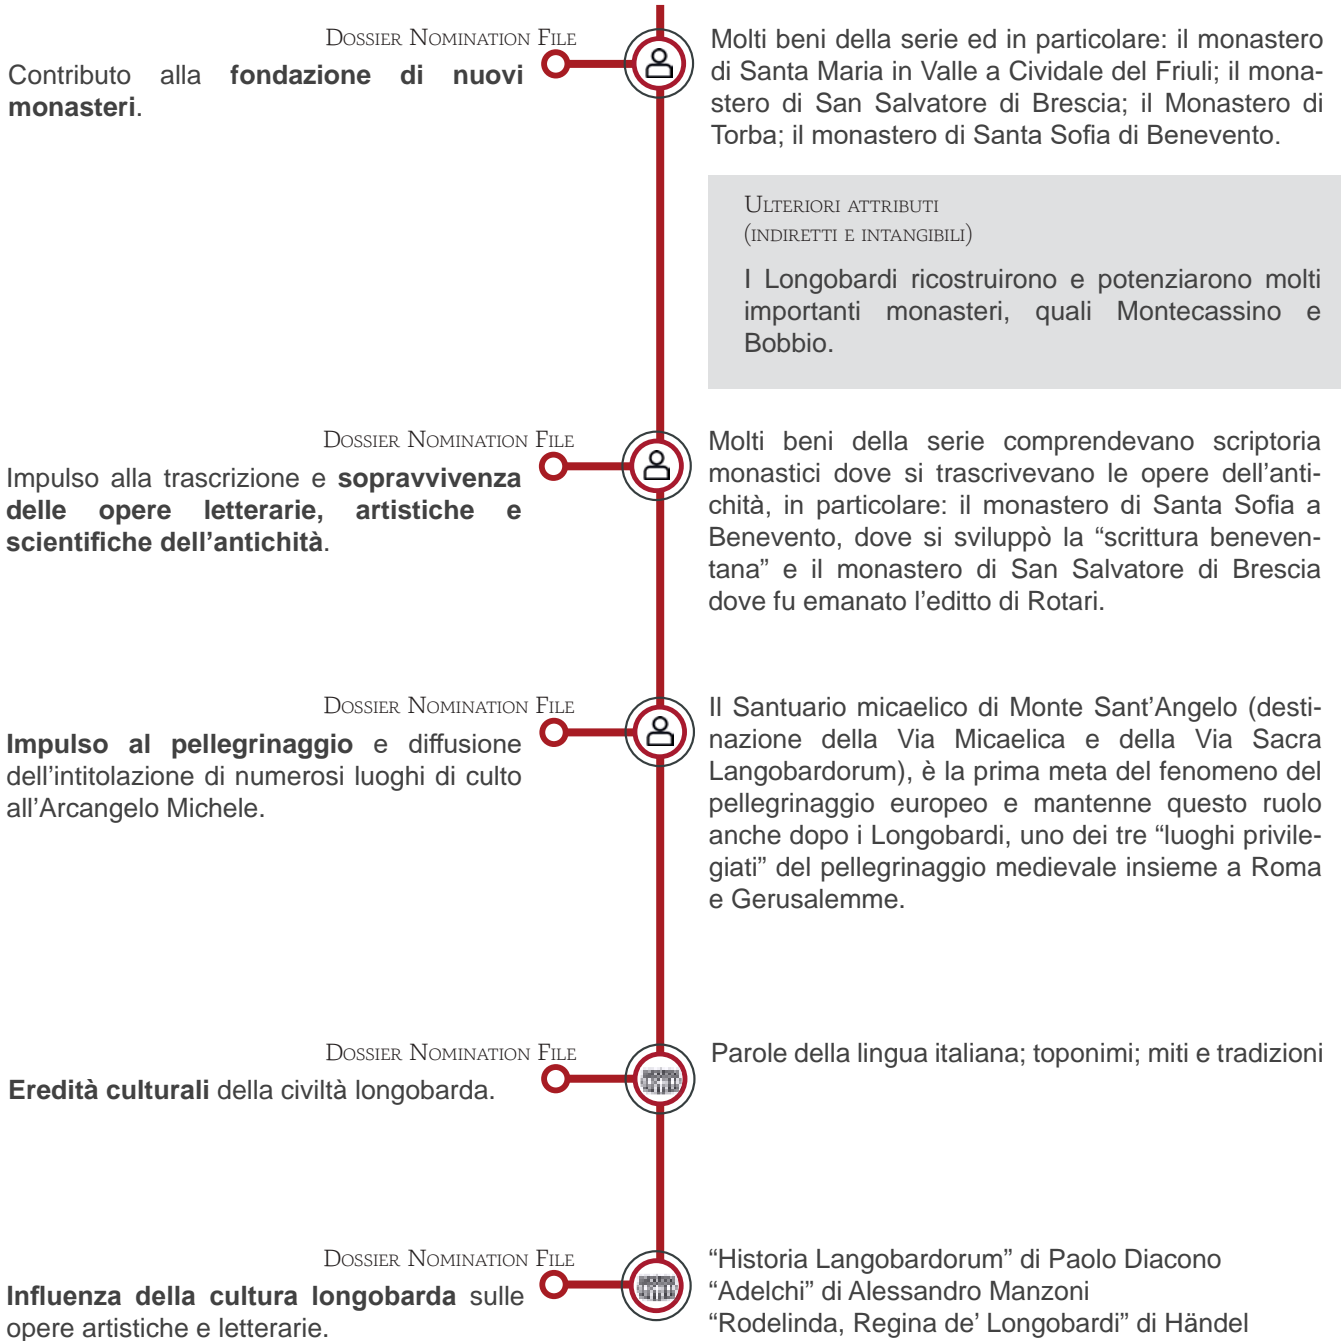 Dossier Nomination File
Contributo alla fondazione di nuovi
monasteri.
Molti beni della serie ed in particolare: il monastero
di Santa Maria in Valle a Cividale del Friuli; il mona-
stero di San Salvatore di Brescia; il Monastero di
Torba; il monastero di Santa Sofia di Benevento.
Ulteriori attributi
(indiretti e intangibili)
I Longobardi ricostruirono e potenziarono molti
importanti monasteri, quali Montecassino e
Bobbio.
Dossier Nomination File
Impulso alla trascrizione e sopravvivenza
delle opere letterarie, artistiche e
scientifiche dell'antichità.
Molti beni della serie comprendevano scriptoria
monastici dove si trascrivevano le opere dell'anti-
chità, in particolare: il monastero di Santa Sofia a
Benevento, dove si sviluppò la “scrittura beneven-
tana” e il monastero di San Salvatore di Brescia
dove fu emanato l'editto di Rotari.
Dossier Nomination File
Impulso al pellegrinaggio e diffusione
dell'intitolazione di numerosi luoghi di culto
all'Arcangelo Michele.
Il Santuario micaelico di Monte Sant'Angelo (desti-
nazione della Via Micaelica e della Via Sacra
Langobardorum), è la prima meta del fenomeno del
pellegrinaggio europeo e mantenne questo ruolo
anche dopo i Longobardi, uno dei tre “luoghi privile-
giati” del pellegrinaggio medievale insieme a Roma
e Gerusalemme.
Dossier Nomination File
Eredità culturali della civiltà longobarda.
Parole della lingua italiana; toponimi; miti e tradizioni
Dossier Nomination File
Influenza della cultura longobarda sulle
opere artistiche e letterarie.
“Historia Langobardorum” di Paolo Diacono
“Adelchi” di Alessandro Manzoni
“Rodelinda, Regina de' Longobardi” di Händel